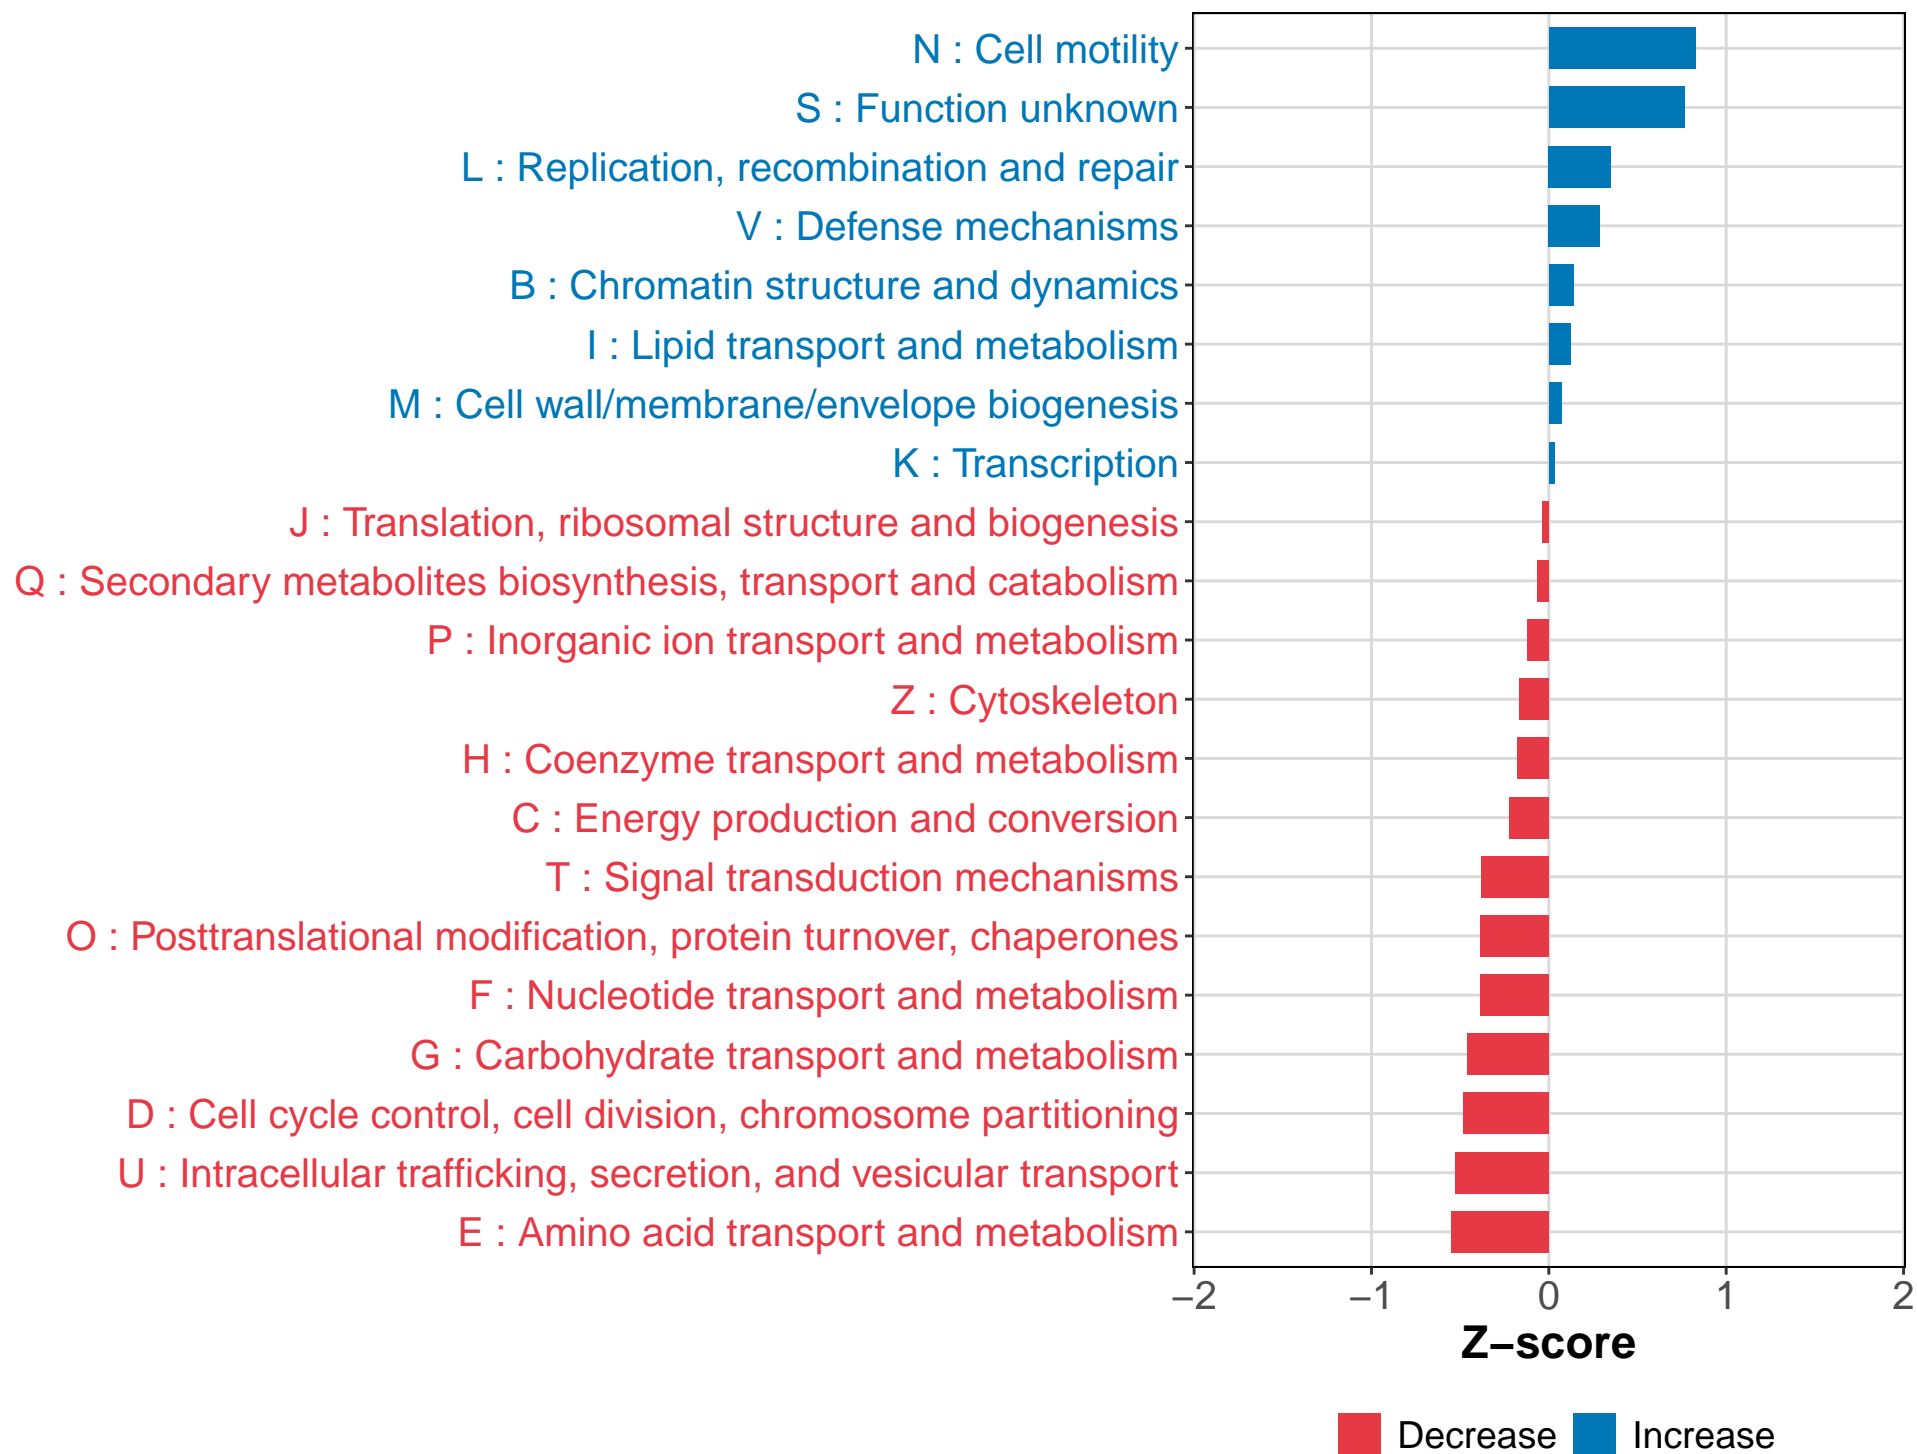 N : Cell motility
S : Function unknown
L : Replication, recombination and repair
V : Defense mechanisms
B : Chromatin structure and dynamics
I : Lipid transport and metabolism
M : Cell wall/membrane/envelope biogenesis
K : Transcription
J : Translation, ribosomal structure and biogenesis
Q : Secondary metabolites biosynthesis, transport and catabolism
P : Inorganic ion transport and metabolism
Z : Cytoskeleton
H : Coenzyme transport and metabolism
C : Energy production and conversion
T : Signal transduction mechanisms
O : Posttranslational modification, protein turnover, chaperones
F : Nucleotide transport and metabolism
G : Carbohydrate transport and metabolism
D : Cell cycle control, cell division, chromosome partitioning
U : Intracellular trafficking, secretion, and vesicular transport
E : Amino acid transport and metabolism
−2 −1 0 1 2
Z−score
Decrease Increase